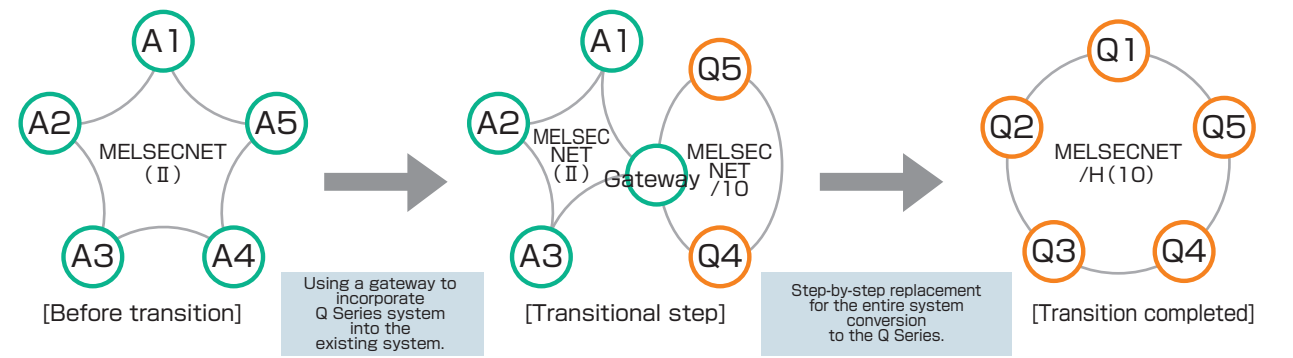 A1
A2
A5
MELSECNET
(Ⅱ)
A3
A4
[Before transition]
Using a gateway to
incorporate
Q Series system
into the
existing system.
A1
Q5
A2
MELSEC
NET
(Ⅱ)
Gateway
MELSEC
NET
/10
A3
Q4
[Transitional step]
Step-by-step replacement
for the entire system
conversion
to the Q Series.
Q1
Q2
Q5
MELSECNET
/H(10)
Q3
Q4
[Transition completed]